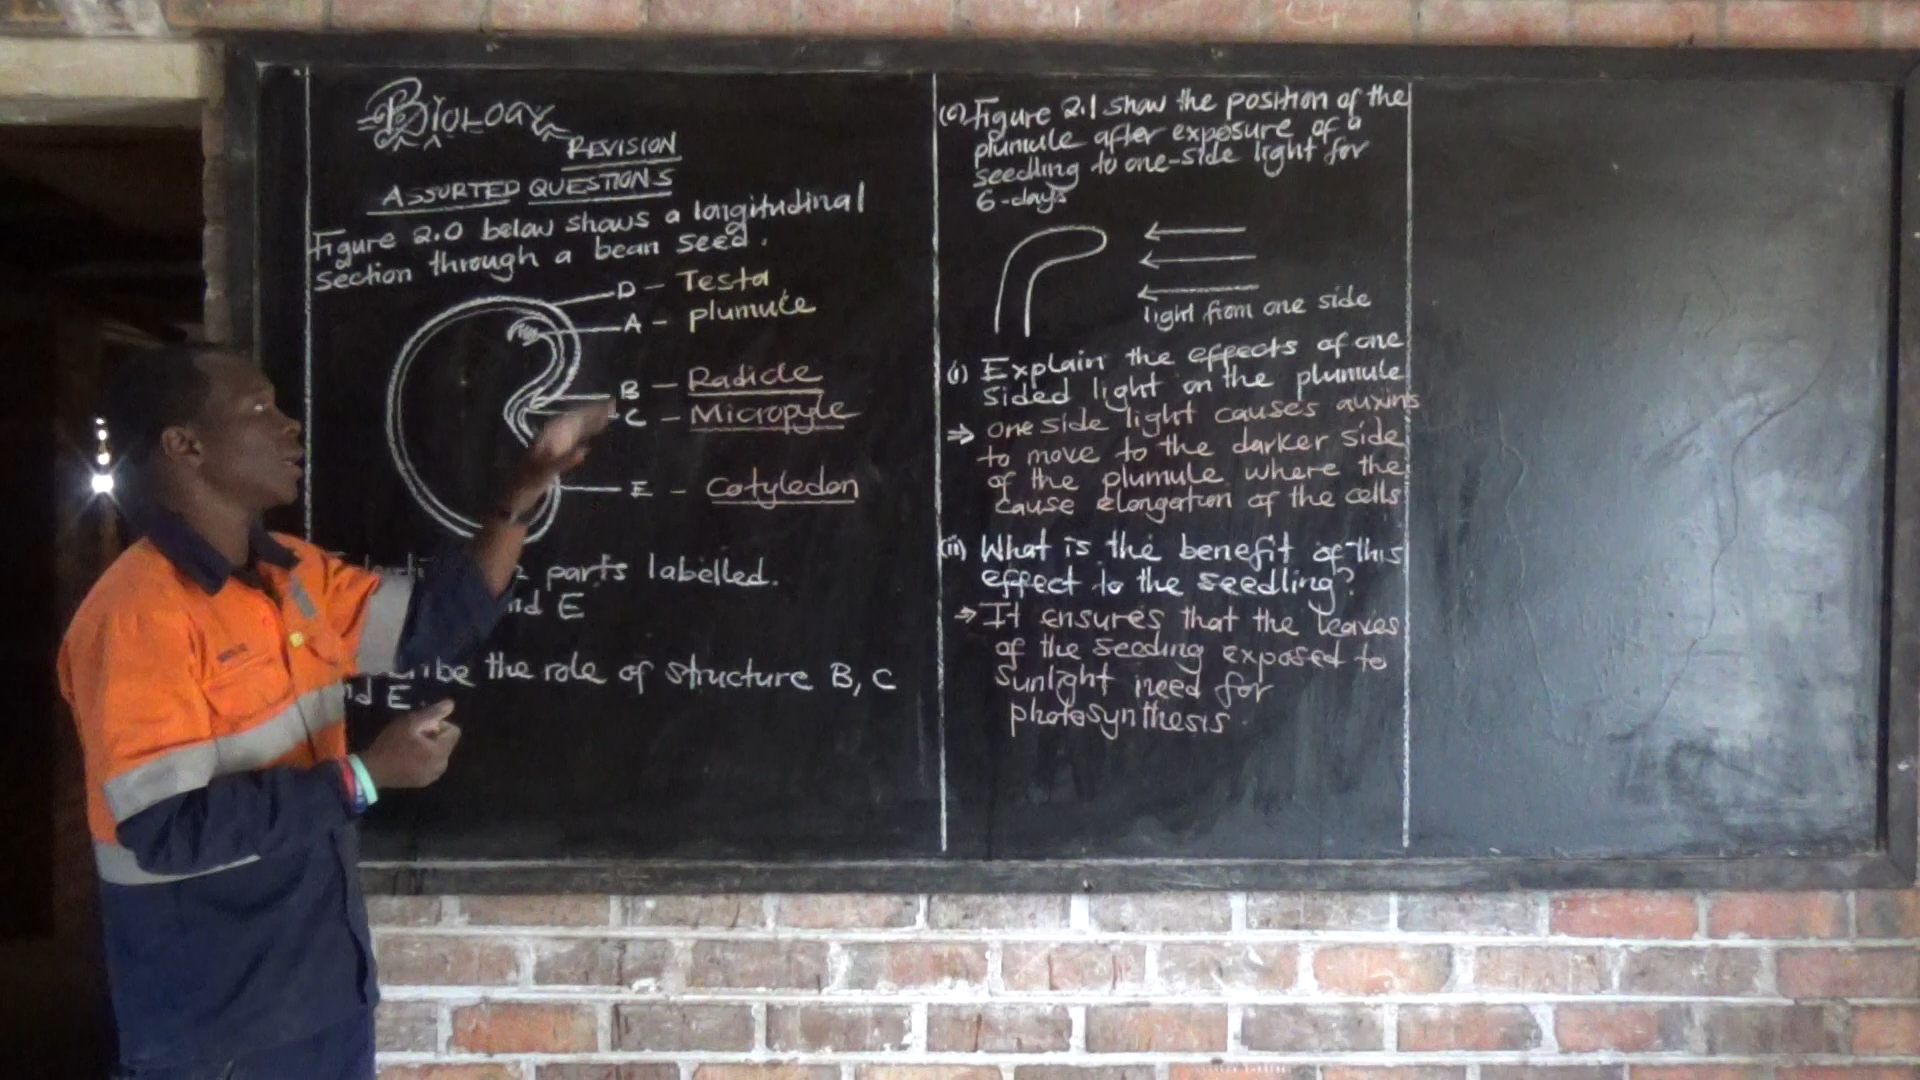 BIOLOGY
REVISION
ASSORTED QUESTIONS
Figure 2.0 below shows a longitudinal
section through a bean seed.
D - Testa
A - plumule
B - Radicle
C - Micropyle
E - Cotyledon
parts labelled.
nd E
the role of structure B, C
nd E.
(c) Figure 2.1 show the position of the
plumule after exposure of a
seedling to one-side light for
6-days
light from one side
(i) Explain the effects of one
sided light on the plumule
⇒ one side light causes auxins
to move to the darker side
of the plumule where the
cause elongation of the cells
(ii) What is the benefit of this
effect to the seedling?
⇒ It ensures that the leaves
of the seeding exposed to
sunlight need for
photosynthesis.